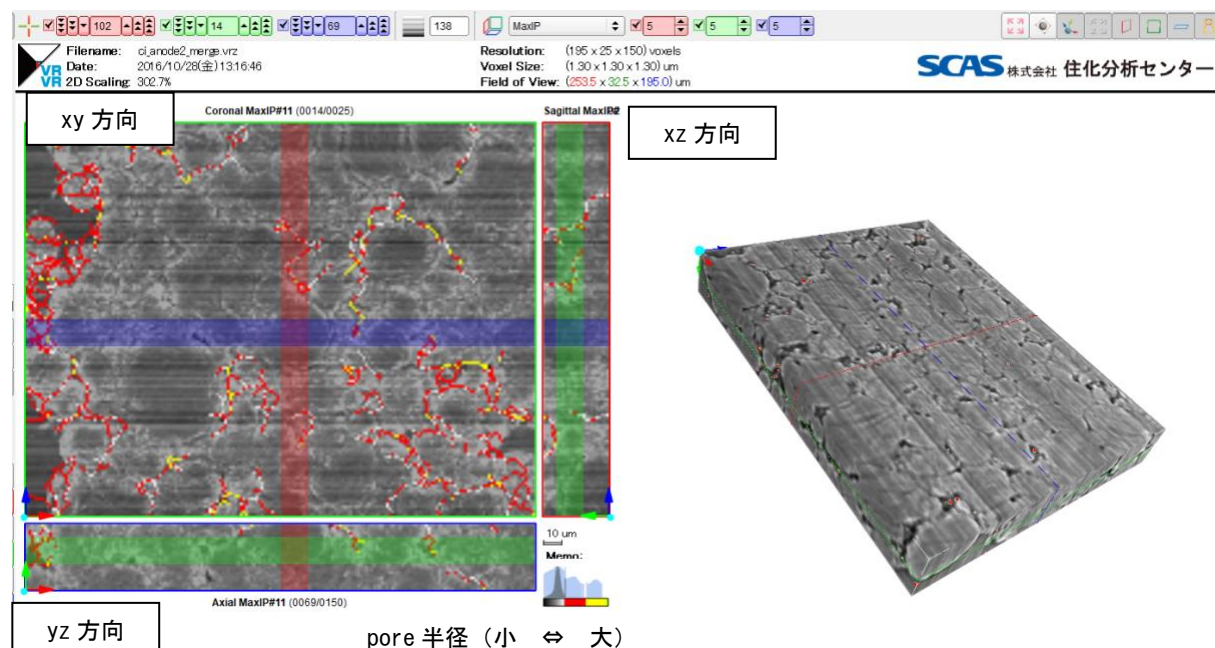 102 14 69 138 MaxIP 5 5 5
Filename: ci_anode2_merge.vrz
Date: 2016/10/28(金)13:16:46
2D Scaling: 302.7%
VR
VR
Resolution: (195 x 25 x 150) voxels
Voxel Size: (1.30 x 1.30 x 1.30) um
Field of View: (253.5 x 32.5 x 195.0) um
SCAS 株式会社 住化分析センター
Coronal MaxIP#11 (0014/0025)
Sagittal MaxIP#
xy 方向
xz 方向
10 um
Memo:
Axial MaxIP#11 (0069/0150)
yz 方向
pore 半径 (小 ⇔ 大)